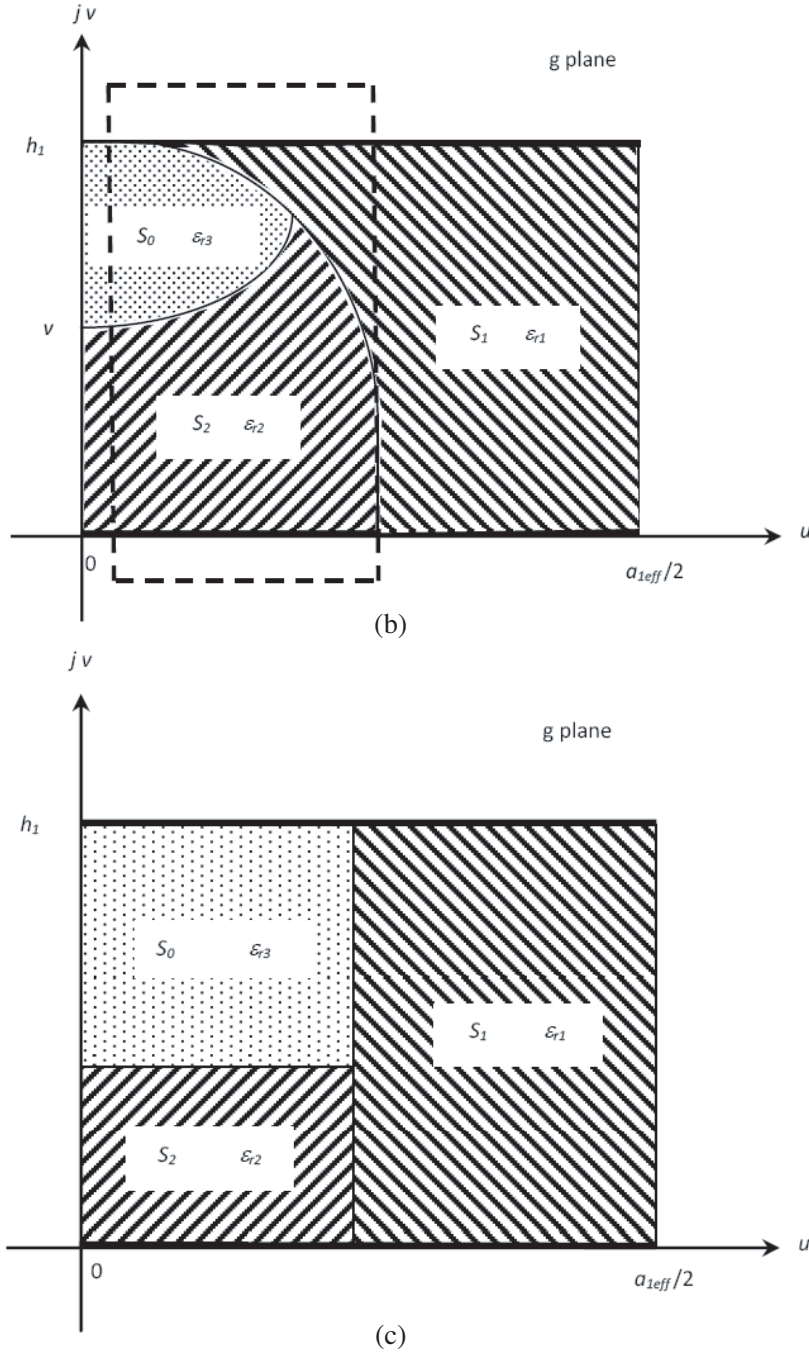 j v
g plane
h₁
S₀ εᵣ₃
v
S₁ εᵣ₁
S₂ εᵣ₂
u
0
a₁eff/2
(b)
j v
g plane
h₁
S₀ εᵣ₃
S₁ εᵣ₁
S₂ εᵣ₂
u
0
a₁eff/2
(c)